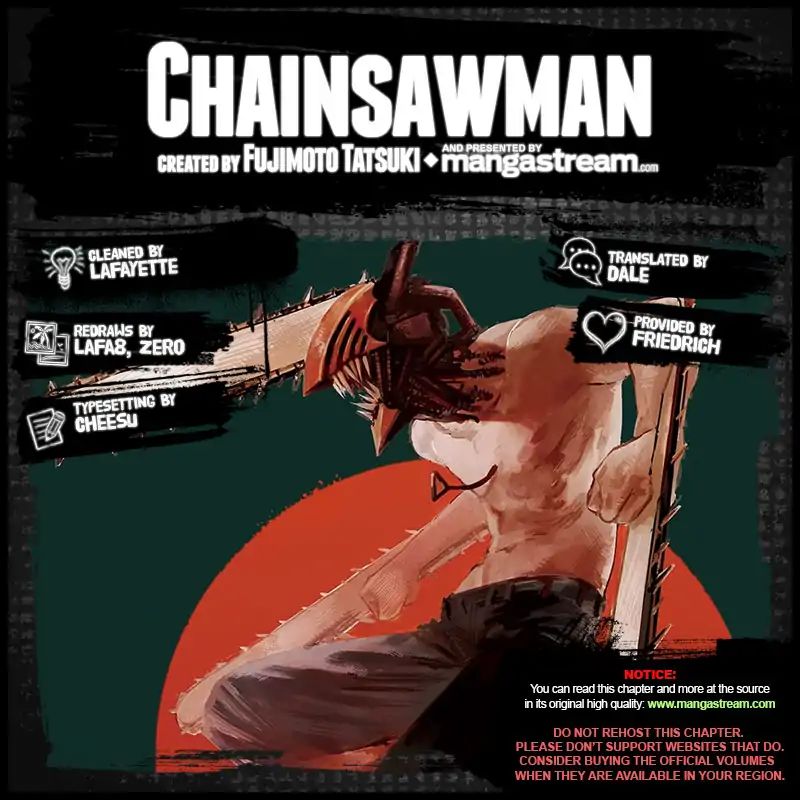 CHAINSAWMAN
CREATED BY FUJIMOTO TATSUKI ◆ AND PRESENTED BY mangastream.com
CLEANED BY
LAFAYETTE
TRANSLATED BY
DALE
REDRAWS BY
LAFA8, ZERO
PROVIDED BY
FRIEDRICH
TYPESETTING BY
CHEESU
NOTICE:
You can read this chapter and more at the source
in its original high quality: www.mangastream.com
DO NOT REHOST THIS CHAPTER.
PLEASE DON'T SUPPORT WEBSITES THAT DO.
CONSIDER BUYING THE OFFICIAL VOLUMES
WHEN THEY ARE AVAILABLE IN YOUR REGION.